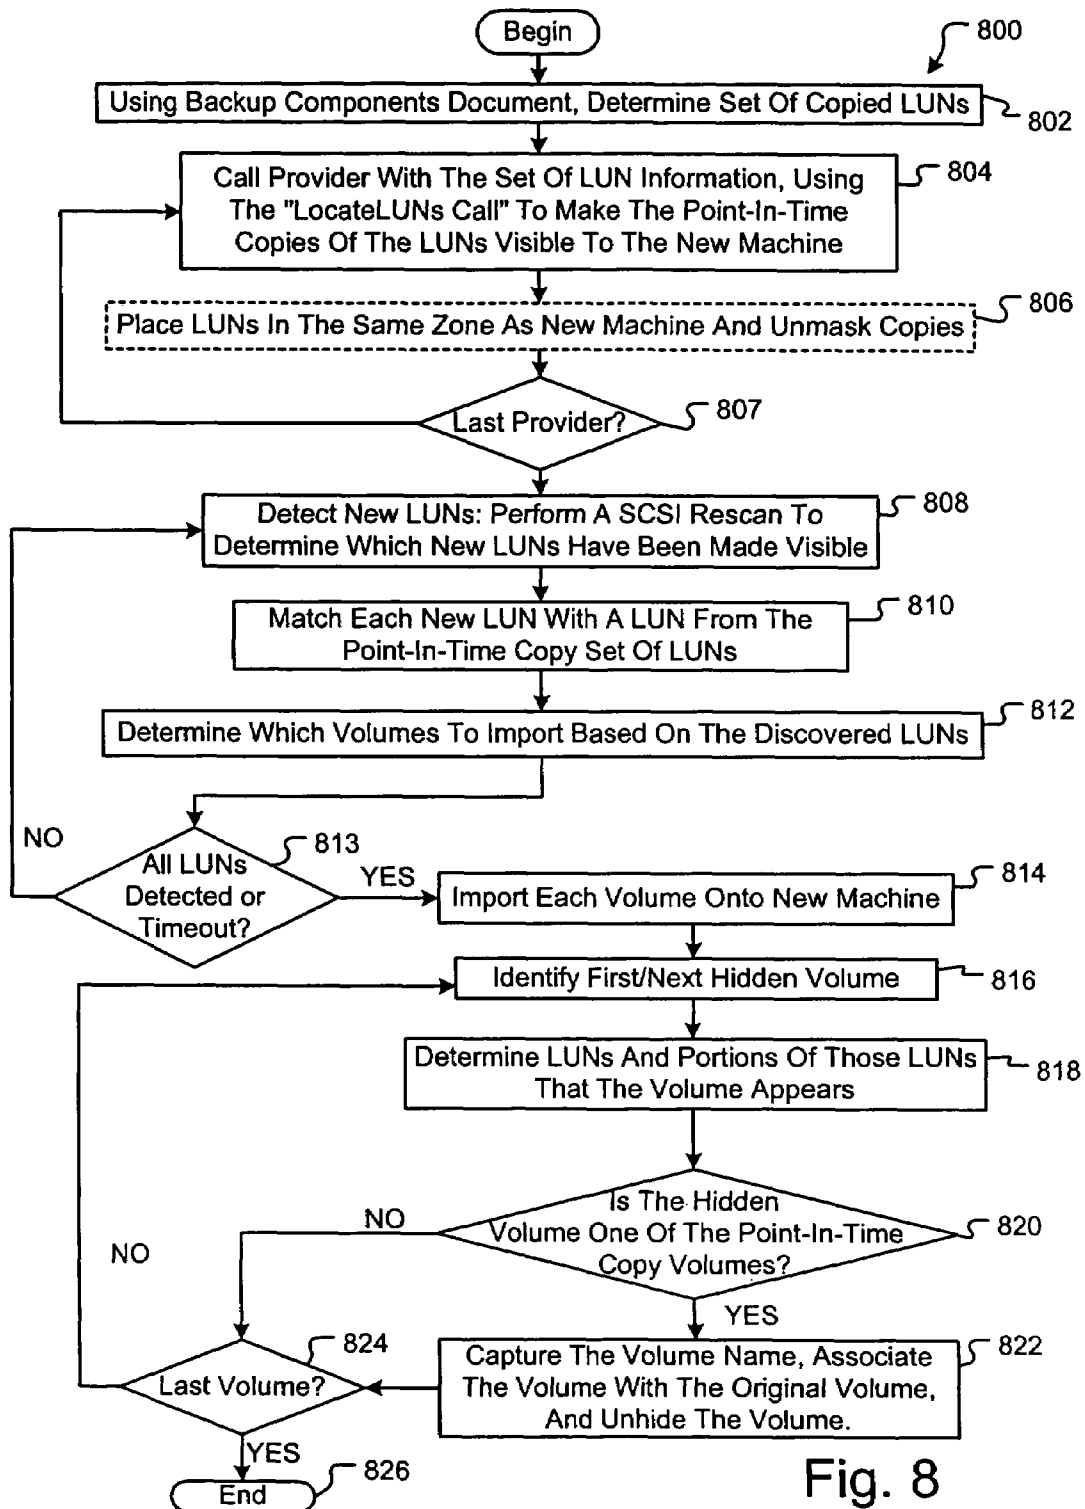 Begin
800
Using Backup Components Document, Determine Set Of Copied LUNs
802
Call Provider With The Set Of LUN Information, Using
The "LocateLUNs Call" To Make The Point-In-Time
Copies Of The LUNs Visible To The New Machine
804
Place LUNs In The Same Zone As New Machine And Unmask Copies
806
Last Provider?
807
Detect New LUNs: Perform A SCSI Rescan To
Determine Which New LUNs Have Been Made Visible
808
Match Each New LUN With A LUN From The
Point-In-Time Copy Set Of LUNs
810
Determine Which Volumes To Import Based On The Discovered LUNs
812
NO
All LUNs
Detected or
Timeout?
813
YES
Import Each Volume Onto New Machine
814
Identify First/Next Hidden Volume
816
Determine LUNs And Portions Of Those LUNs
That The Volume Appears
818
Is The Hidden
Volume One Of The Point-In-Time
Copy Volumes?
820
NO
NO
YES
Capture The Volume Name, Associate
The Volume With The Original Volume,
And Unhide The Volume.
822
Last Volume?
824
YES
End
826
Fig. 8